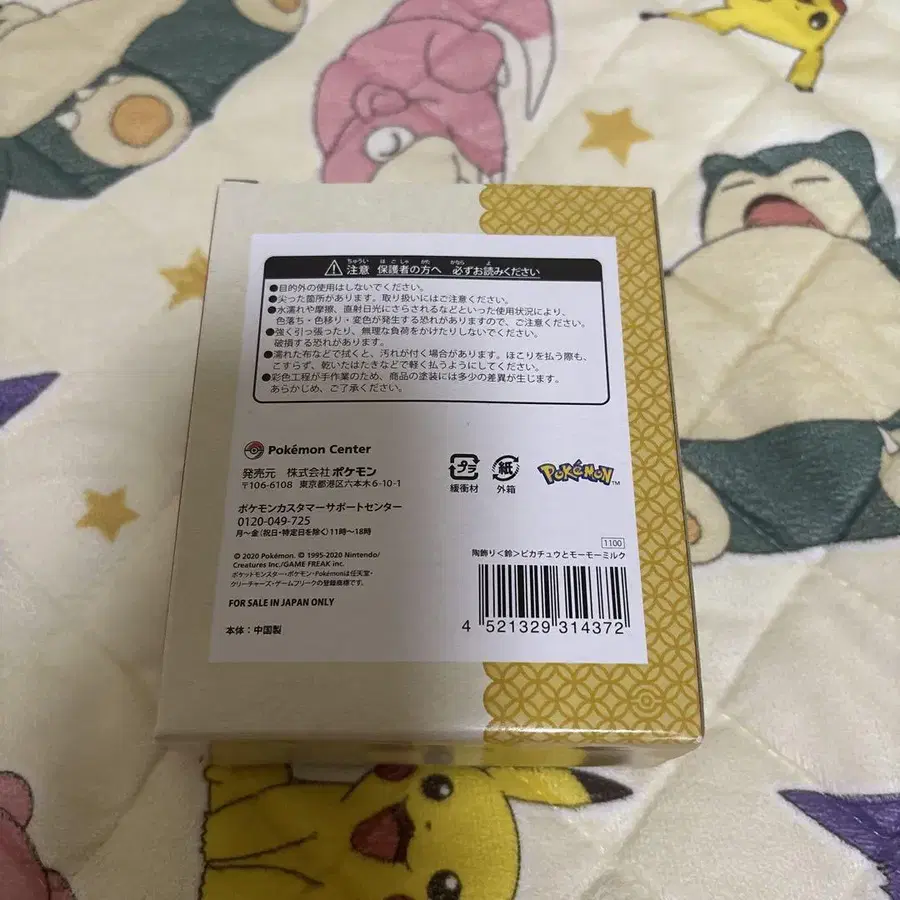 ちゅうい ほごしゃ かた かなら よ
注意 保護者の方へ 必ずお読みください
●目的外の使用はしないでください。
●尖った箇所があります。取り扱いにはご注意ください。
●水濡れや摩擦、直射日光にさらされるなどといった使用状況により、
色落ち・色移り・変色が発生する恐れがありますので、ご注意ください。
●強く引っ張ったり、無理な負荷をかけたりしないでください。
破損する恐れがあります。
●濡れた布などで拭くと、汚れが付く場合があります。ほこりを払う際も、
こすらず、乾いたはたきなどで軽く払うようにしてください。
●彩色工程が手作業のため、商品の塗装には多少の差異が生じます。
あらかじめ、ご了承ください。
Pokémon Center
発売元 株式会社ポケモン
〒106-6108 東京都港区六本木6-10-1
ポケモンカスタマーサポートセンター
0120-049-725
月～金(祝日・特定日を除く)11時～18時
プラ
緩衝材
紙
外箱
POKéMON™
©2020 Pokémon. ©1995-2020 Nintendo/
Creatures Inc./GAME FREAK inc.
ポケットモンスター・ポケモン・Pokémonは任天堂・
クリーチャーズ・ゲームフリークの登録商標です。
FOR SALE IN JAPAN ONLY
本体：中国製
1100
陶飾り<鈴>ピカチュウとモーモーミルク
4 521329 314372